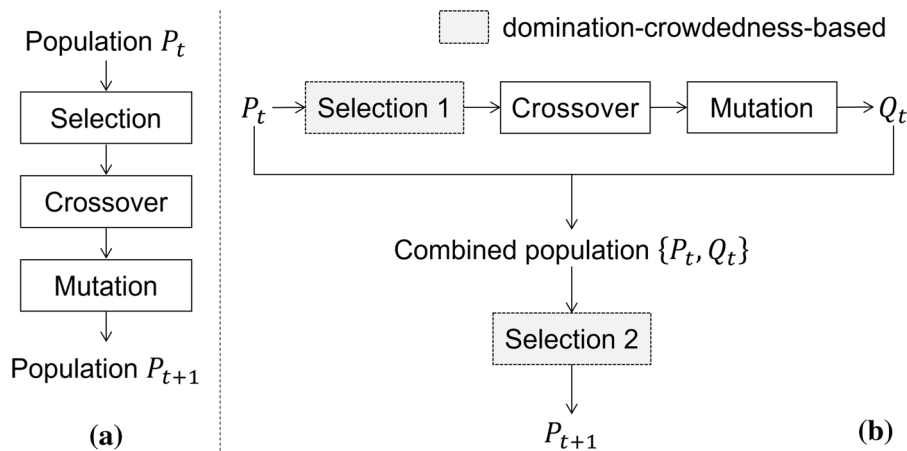 Population P_t
Selection
Crossover
Mutation
Population P_{t+1}
(a)
domination-crowdedness-based
P_t Selection 1 Crossover Mutation Q_t
Combined population {P_t, Q_t}
Selection 2
P_{t+1}
(b)